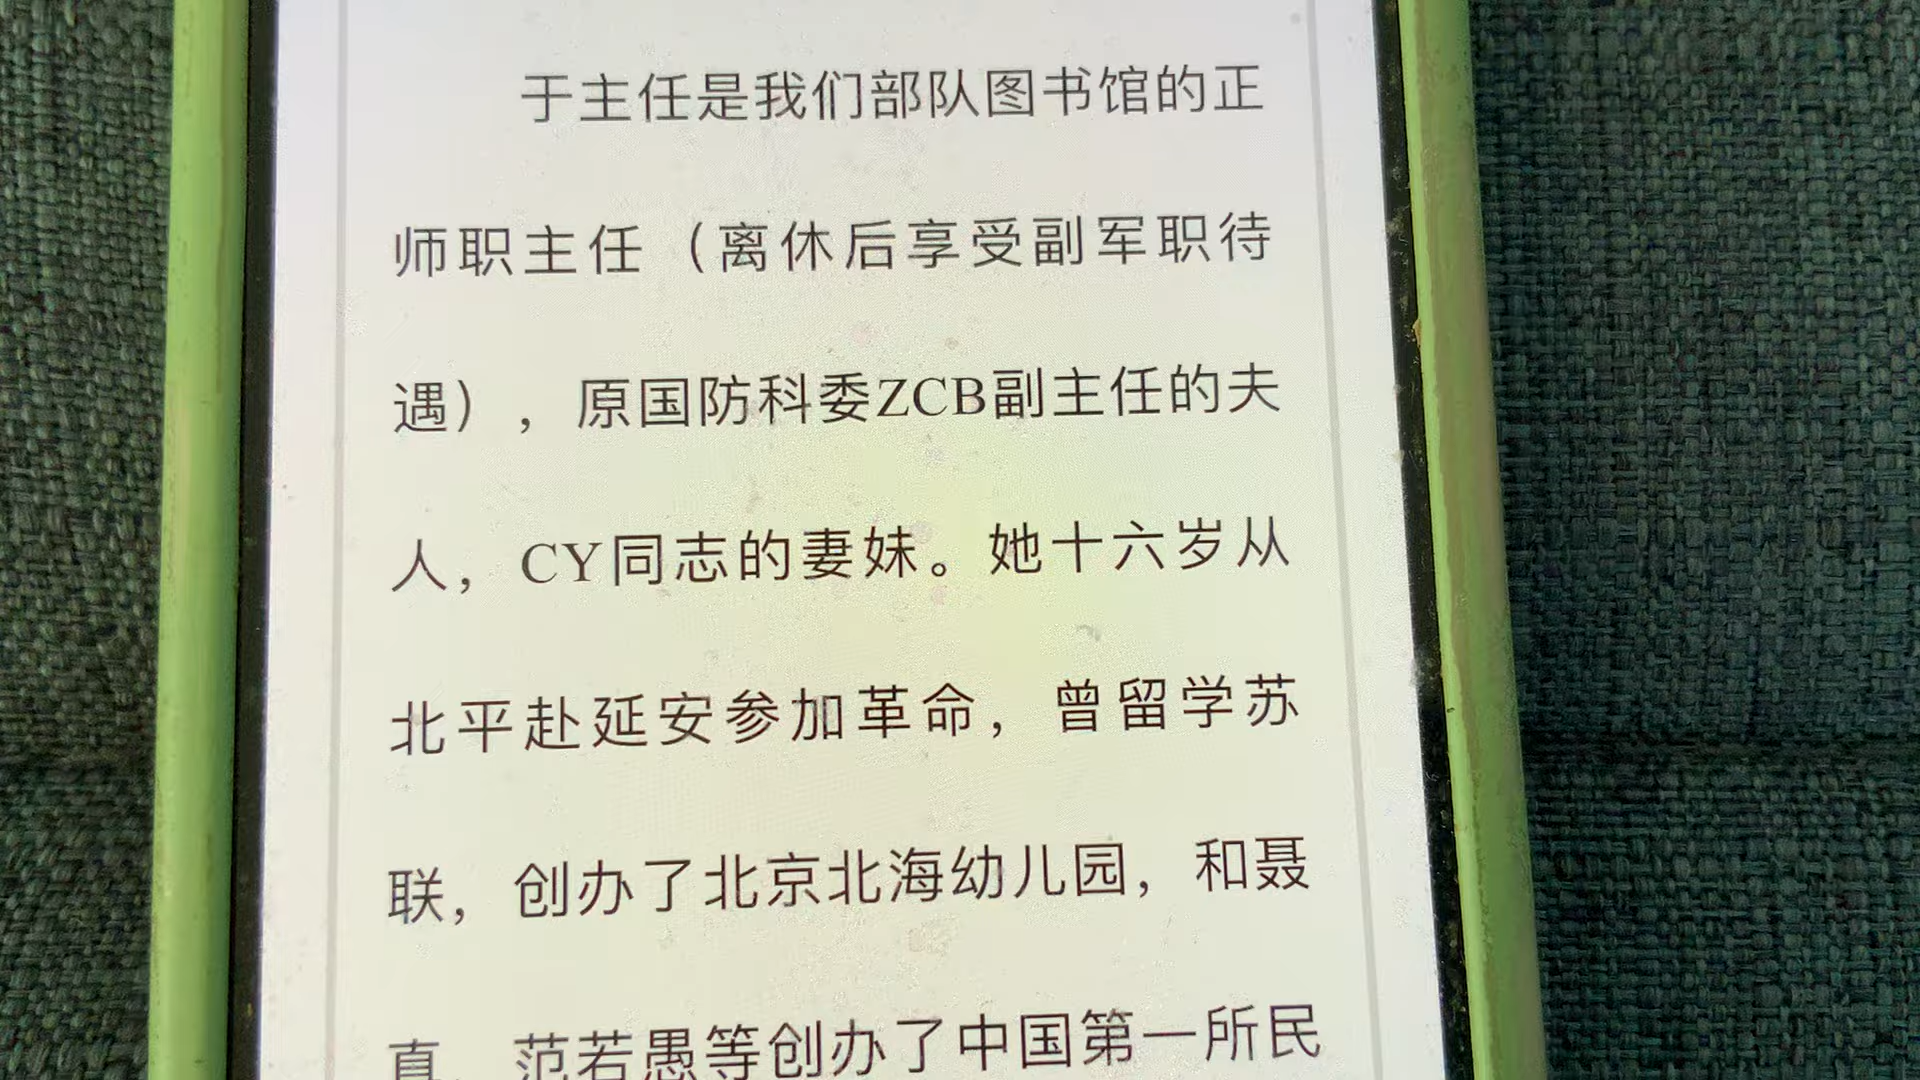 于主任是我们部队图书馆的正
师职主任（离休后享受副军职待
遇），原国防科委ZCB副主任的夫
人，CY同志的妻妹。她十六岁从
北平赴延安参加革命，曾留学苏
联，创办了北京北海幼儿园，和聂
真、范若愚等创办了中国第一所民